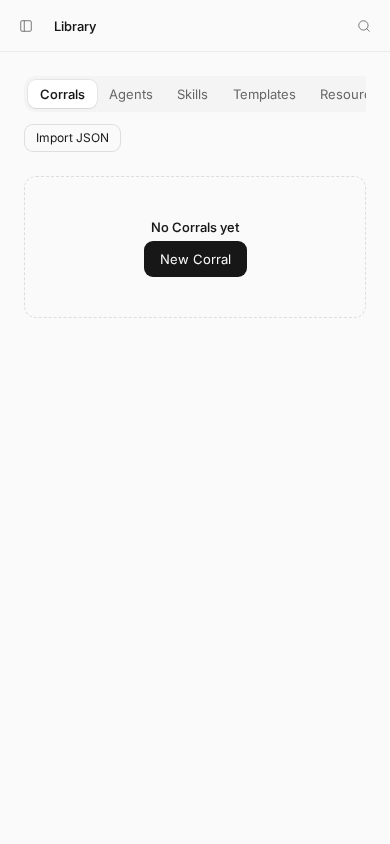 Library
Corrals
Agents
Skills
Templates
Import JSON
No Corrals yet
New Corral